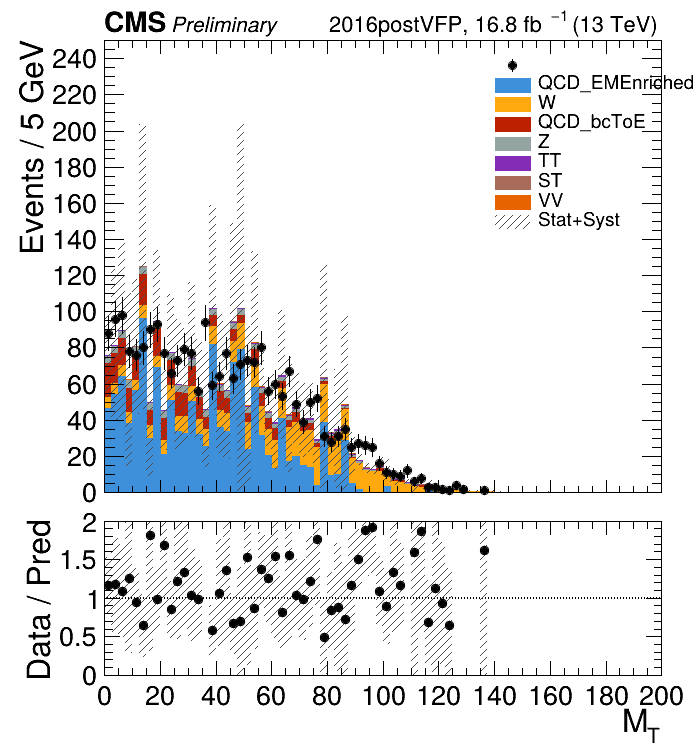 CMS Preliminary 2016postVFP, 16.8 fb⁻¹ (13 TeV)
Events / 5 GeV
240
220
200
180
160
140
120
100
80
60
40
20
0
QCD_EMEnriched
W
QCD_bcToE
Z
TT
ST
VV
Stat+Syst
Data / Pred
2
1.5
1
0.5
0
0 20 40 60 80 100 120 140 160 180 200
M_T